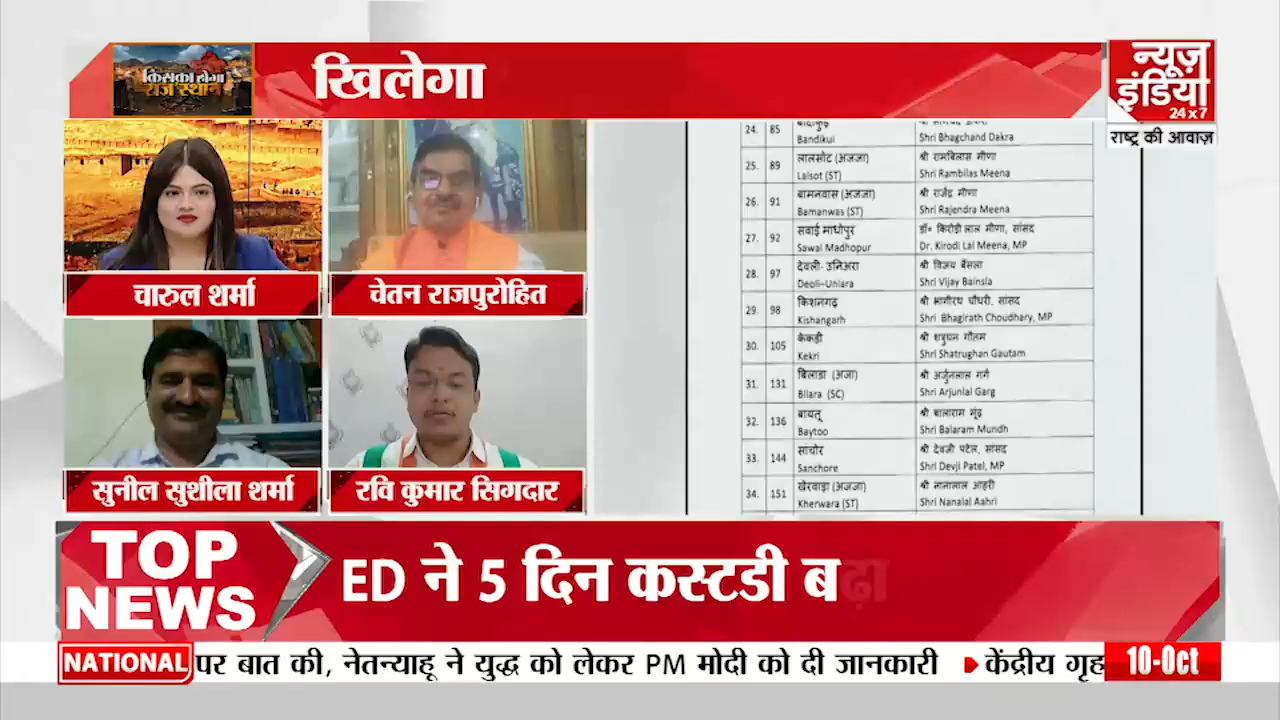 किसका होगा
राजस्थान
खिलेगा
न्यूज़
इंडिया
24x7
राष्ट्र की आवाज़
चारुल शर्मा
चेतन राजपुरोहित
सुनील सुशीला शर्मा
रवि कुमार सिगदार
24. 85 Bandikui Shri Bhagchand Dakra
25. 89 लालसोट (अजजा) श्री रामबिलास मीणा
Lalsot (ST) Shri Rambilas Meena
26. 91 बामनवास (अजजा) श्री राजेंद्र मीणा
Bamanwas (ST) Shri Rajendra Meena
27. 92 सवाई माधोपुर डॉ० किरोडी लाल मीणा, सांसद
Sawai Madhopur Dr. Kirodi Lal Meena, MP
28. 97 देवली- उनिअरा श्री विजय बैंसला
Deoli–Uniara Shri Vijay Bainsla
29. 98 किशनगढ़ श्री भागीरथ चौधरी, सांसद
Kishangarh Shri Bhagirath Choudhary, MP
30. 105 केकड़ी श्री शत्रुघन गौतम
Kekri Shri Shatrughan Gautam
31. 131 बिलाडा (अजा) श्री अर्जुनलाल गर्ग
Bilara (SC) Shri Arjunlal Garg
32. 136 बायतू श्री बालाराम मूंढ़
Baytoo Shri Balaram Mundh
33. 144 सांचोर श्री देवजी पटेल, सांसद
Sanchore Shri Devji Patel, MP
34. 151 खेरवाड़ा (अजजा) श्री नानालाल आहरी
Kherwara (ST) Shri Nanalal Aahri
TOP
NEWS
ED ने 5 दिन कस्टडी बढ़ा
NATIONAL पर बात की, नेतन्याहू ने युद्ध को लेकर PM मोदी को दी जानकारी केंद्रीय गृह 10-Oct